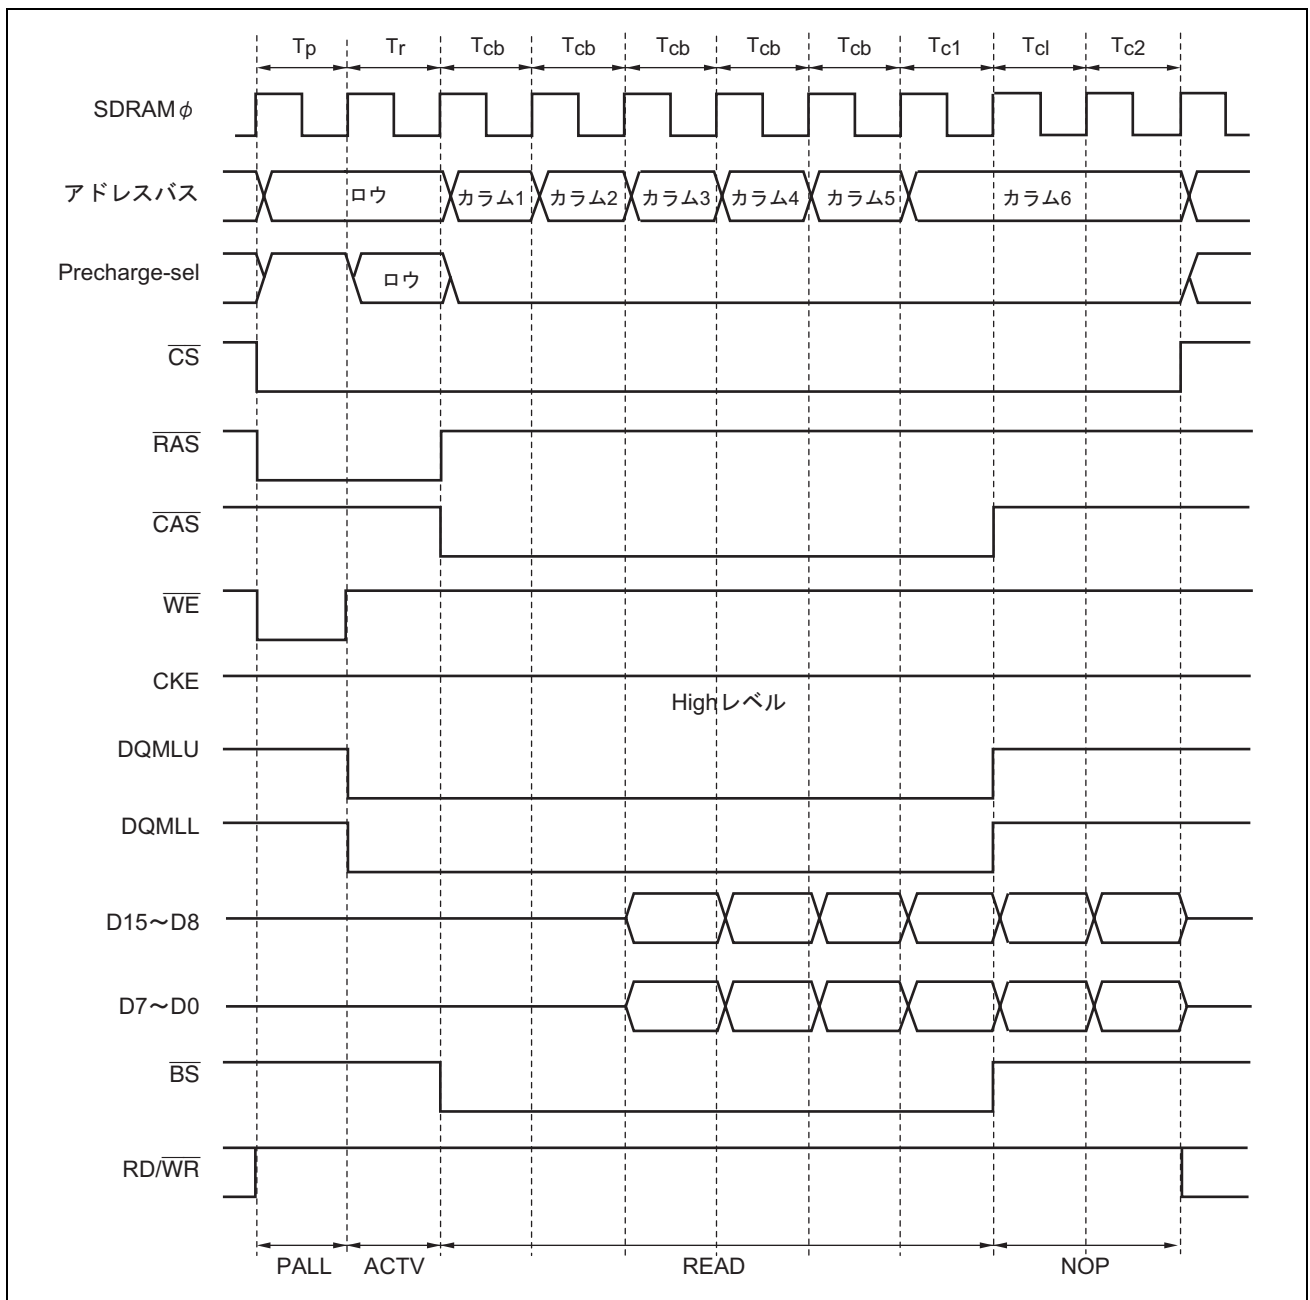 Tp Tr Tcb Tcb Tcb Tcb Tcb Tc1 Tcl Tc2
SDRAMφ
アドレスバス ロウ カラム1 カラム2 カラム3 カラム4 カラム5 カラム6
Precharge-sel ロウ
CS
RAS
CAS
WE
CKE
Highレベル
DQMLU
DQMLL
D15〜D8
D7〜D0
BS
RD/WR
PALL ACTV READ NOP